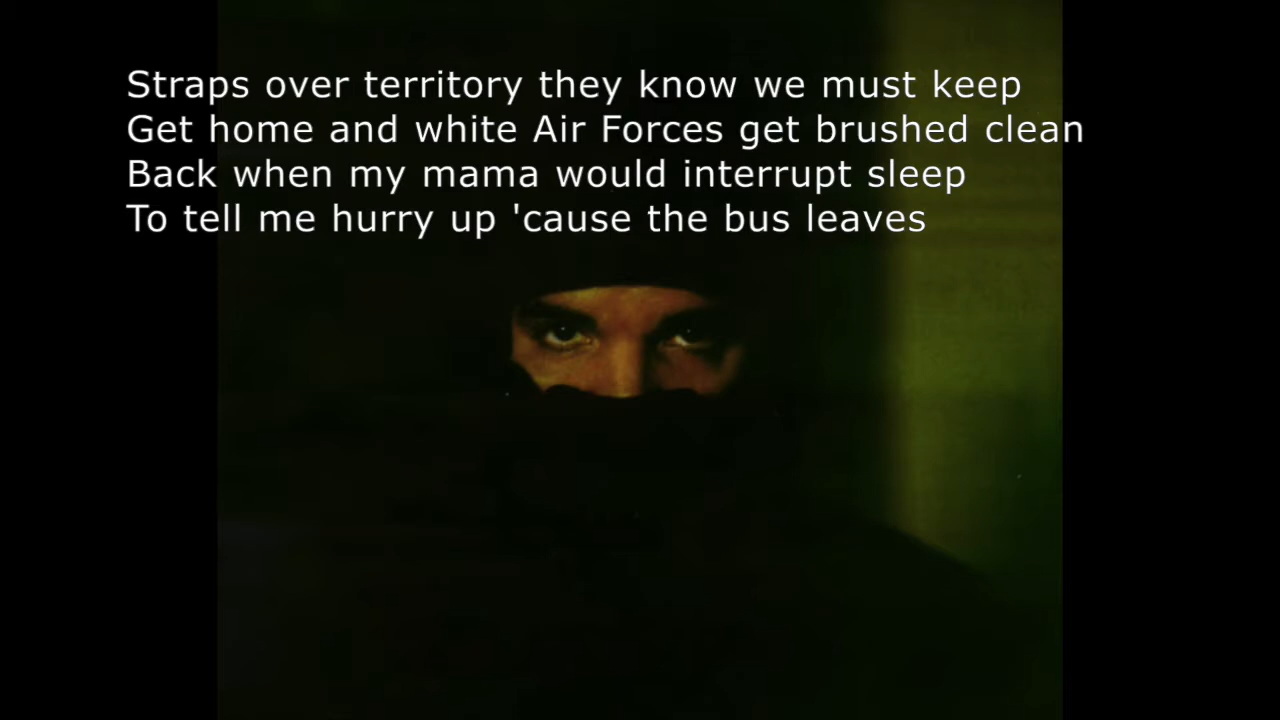 Straps over territory they know we must keep
Get home and white Air Forces get brushed clean
Back when my mama would interrupt sleep
To tell me hurry up 'cause the bus leaves